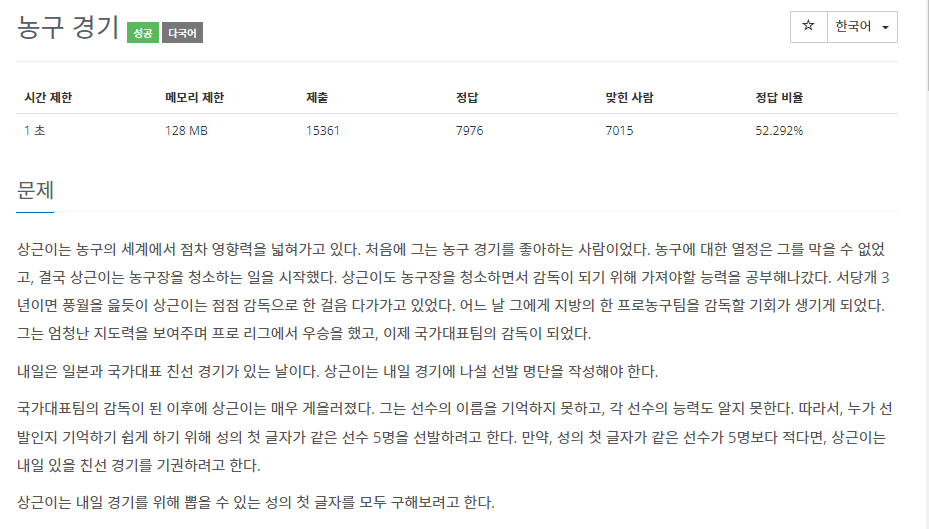 농구 경기 성공 다국어
☆ 한국어
시간 제한 메모리 제한 제출 정답 맞힌 사람 정답 비율
1 초 128 MB 15361 7976 7015 52.292%
문제
상근이는 농구의 세계에서 점차 영향력을 넓혀가고 있다. 처음에 그는 농구 경기를 좋아하는 사람이었다. 농구에 대한 열정은 그를 막을 수 없었
고, 결국 상근이는 농구장을 청소하는 일을 시작했다. 상근이도 농구장을 청소하면서 감독이 되기 위해 가져야할 능력을 공부해나갔다. 서당개 3
년이면 풍월을 읊듯이 상근이는 점점 감독으로 한 걸음 다가가고 있었다. 어느 날 그에게 지방의 한 프로농구팀을 감독할 기회가 생기게 되었다.
그는 엄청난 지도력을 보여주며 프로 리그에서 우승을 했고, 이제 국가대표팀의 감독이 되었다.
내일은 일본과 국가대표 친선 경기가 있는 날이다. 상근이는 내일 경기에 나설 선발 명단을 작성해야 한다.
국가대표팀의 감독이 된 이후에 상근이는 매우 게을러졌다. 그는 선수의 이름을 기억하지 못하고, 각 선수의 능력도 알지 못한다. 따라서, 누가 선
발인지 기억하기 쉽게 하기 위해 성의 첫 글자가 같은 선수 5명을 선발하려고 한다. 만약, 성의 첫 글자가 같은 선수가 5명보다 적다면, 상근이는
내일 있을 친선 경기를 기권하려고 한다.
상근이는 내일 경기를 위해 뽑을 수 있는 성의 첫 글자를 모두 구해보려고 한다.